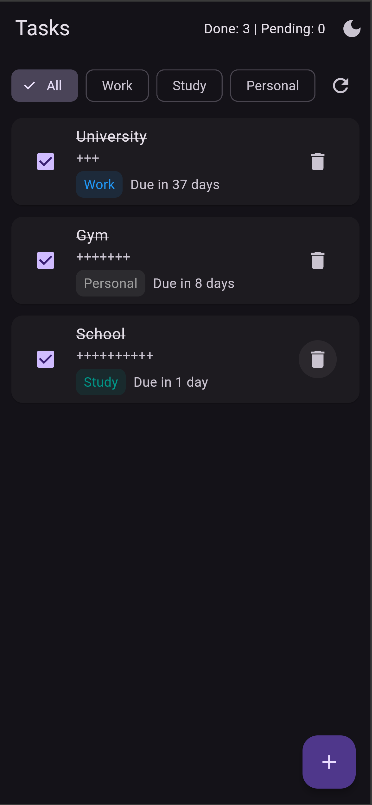 Tasks
Done: 3 | Pending: 0
All
Work
Study
Personal
University
+++
Work
Due in 37 days
Gym
+++++++
Personal
Due in 8 days
School
++++++++++
Study
Due in 1 day
+